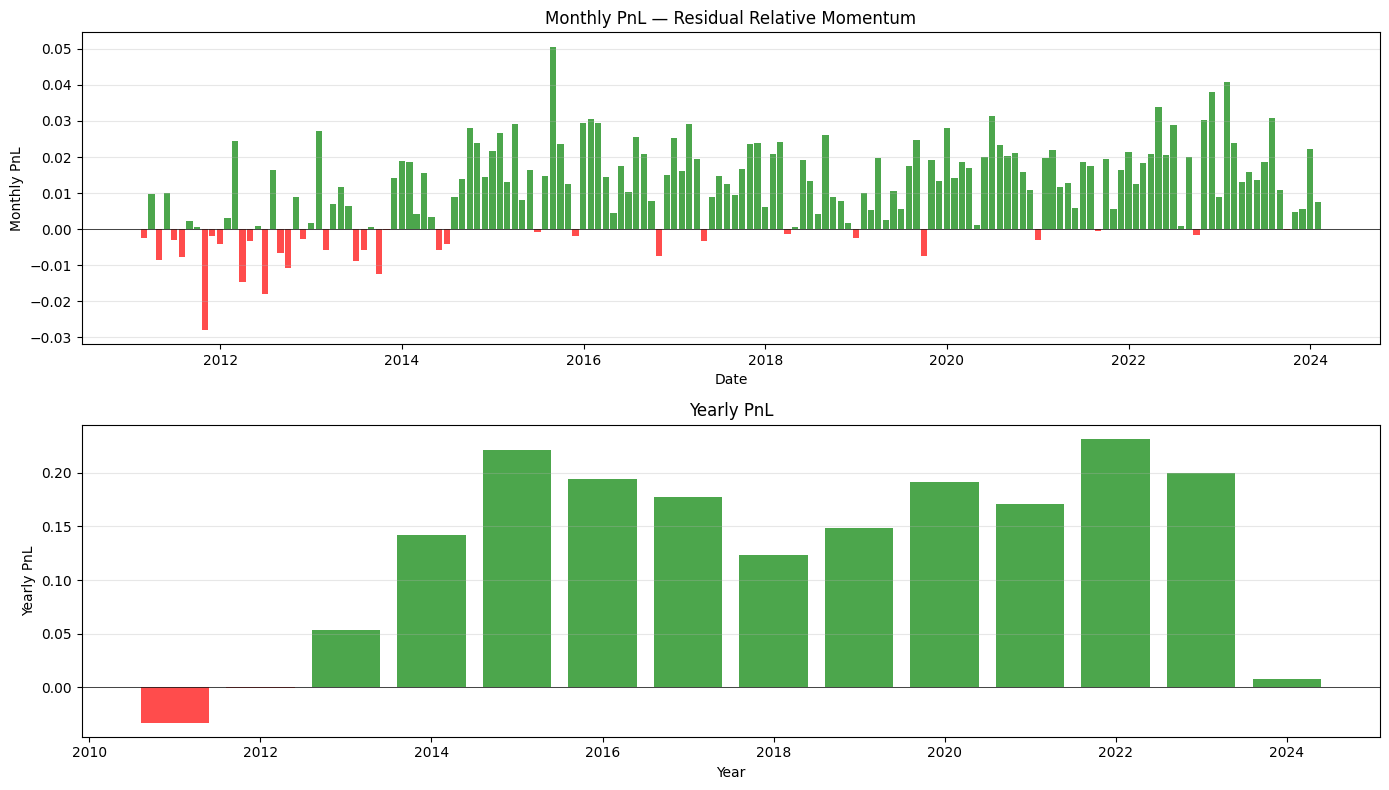 Monthly PnL — Residual Relative Momentum
Monthly PnL
0.05
0.04
0.03
0.02
0.01
0.00
−0.01
−0.02
−0.03
2012 2014 2016 2018 2020 2022 2024
Date
Yearly PnL
Yearly PnL
0.20
0.15
0.10
0.05
0.00
2010 2012 2014 2016 2018 2020 2022 2024
Year